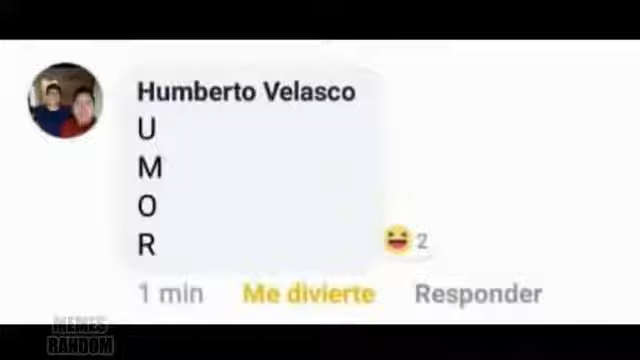 Humberto Velasco
U
M
O
R
2
1 min Me divierte Responder
MEMES
RANDOM